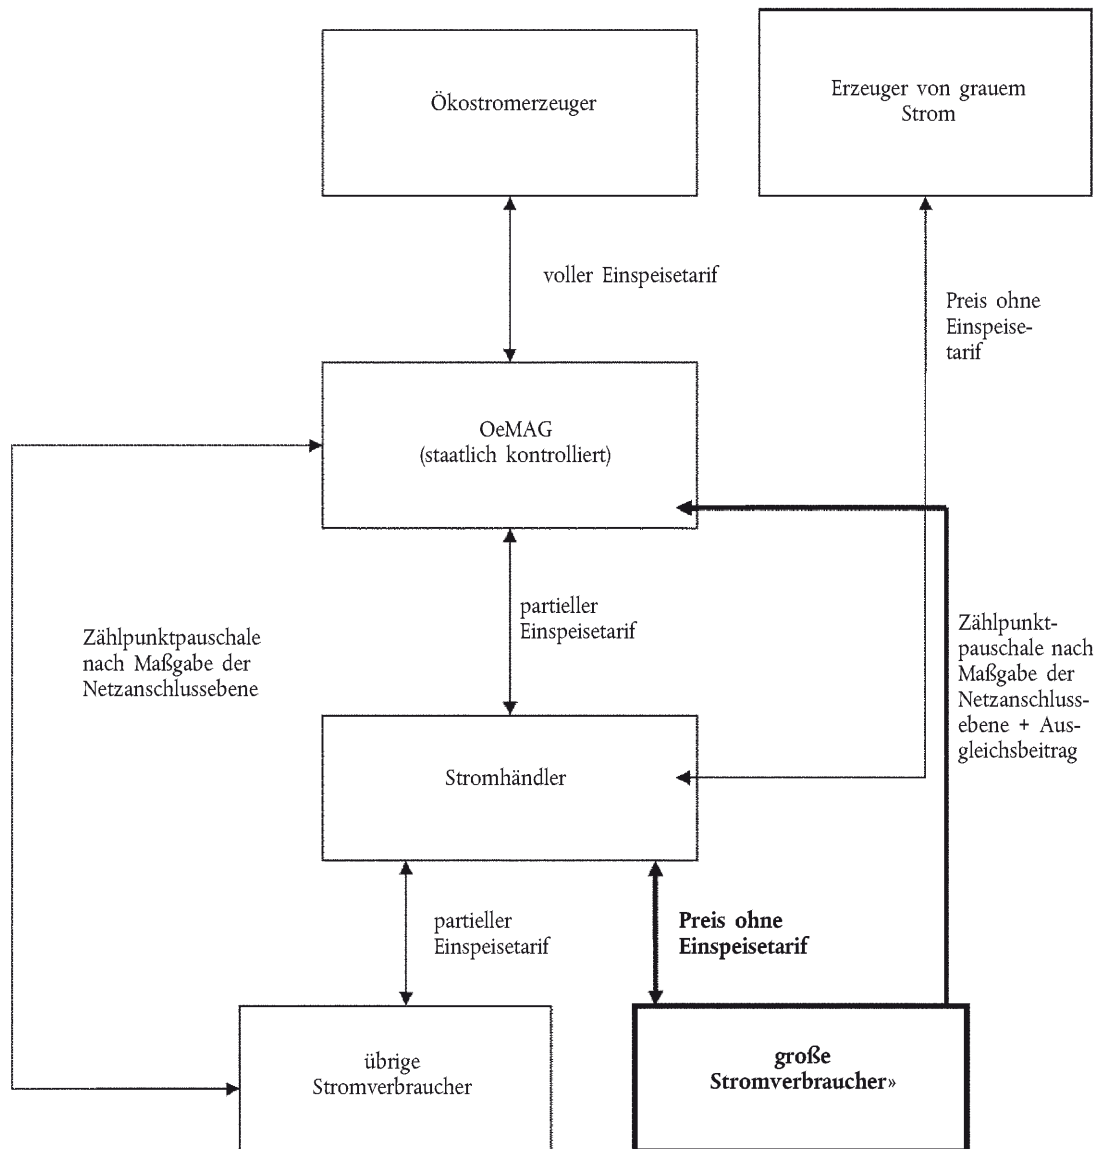 Ökostromerzeuger
Erzeuger von grauem
Strom
voller Einspeisetarif
Preis ohne
Einspeise-
tarif
OeMAG
(staatlich kontrolliert)
partieller
Einspeisetarif
Zählpunktpauschale
nach Maßgabe der
Netzanschlussebene
Zählpunkt-
pauschale nach
Maßgabe der
Netzanschluss-
ebene + Aus-
gleichsbeitrag
Stromhändler
partieller
Einspeisetarif
Preis ohne
Einspeisetarif
übrige
Stromverbraucher
große
Stromverbraucher»